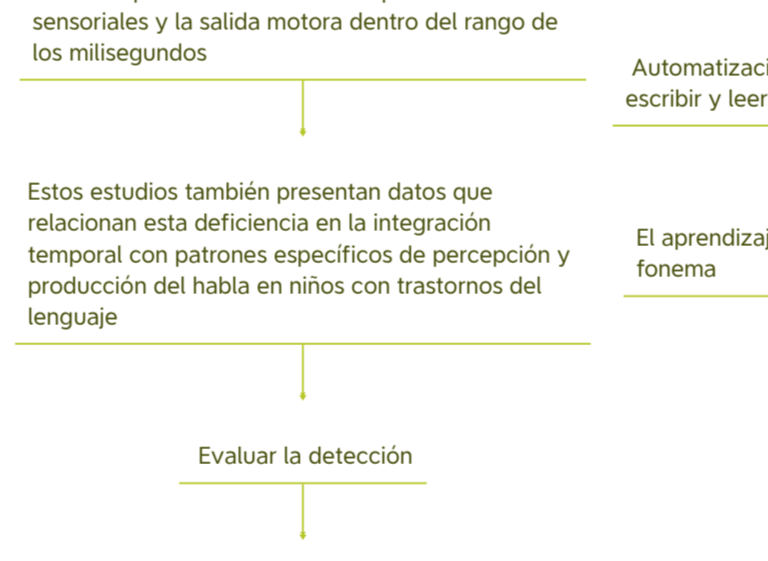 sensoriales y la salida motora dentro del rango de
los milisegundos
Estos estudios también presentan datos que
relacionan esta deficiencia en la integración
temporal con patrones específicos de percepción y
producción del habla en niños con trastornos del
lenguaje
Evaluar la detección
escribir y leer
El
fonema